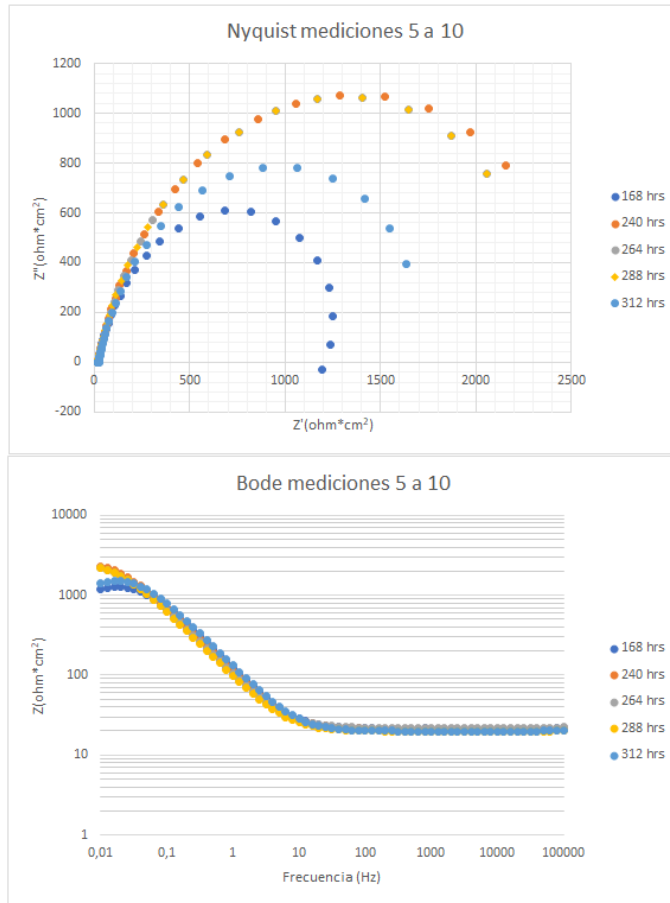 Nyquist mediciones 5 a 10
1200
1000
800
600
400
200
0
-200
0 500 1000 1500 2000 2500
Z''(ohm*cm²)
Z'(ohm*cm^2)
168 hrs
240 hrs
264 hrs
288 hrs
312 hrs
Bode mediciones 5 a 10
10000
1000
100
10
1
0,01 0,1 1 10 100 1000 10000 100000
Z(ohm*cm²)
Frecuencia (Hz)
168 hrs
240 hrs
264 hrs
288 hrs
312 hrs